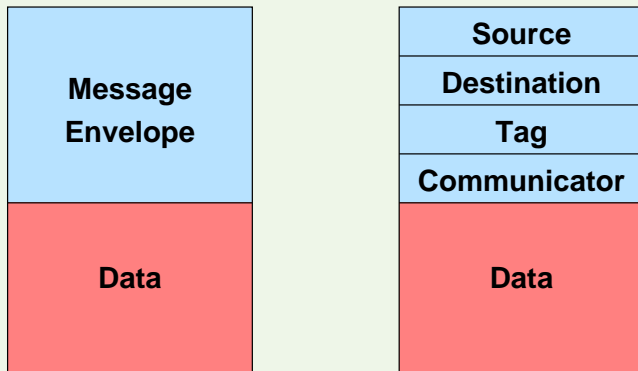 Message
Envelope
Data
Source
Destination
Tag
Communicator
Data